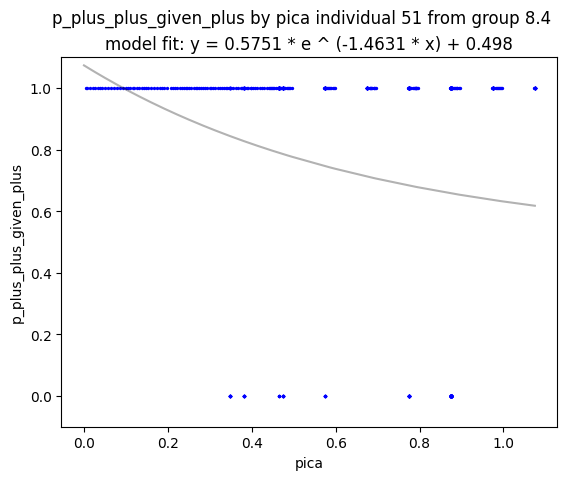 p_plus_plus_given_plus by pica individual 51 from group 8.4
model fit: y = 0.5751 * e ^ (-1.4631 * x) + 0.498
1.0
0.8
0.6
0.4
0.2
0.0
p_plus_plus_given_plus
0.0 0.2 0.4 0.6 0.8 1.0
pica